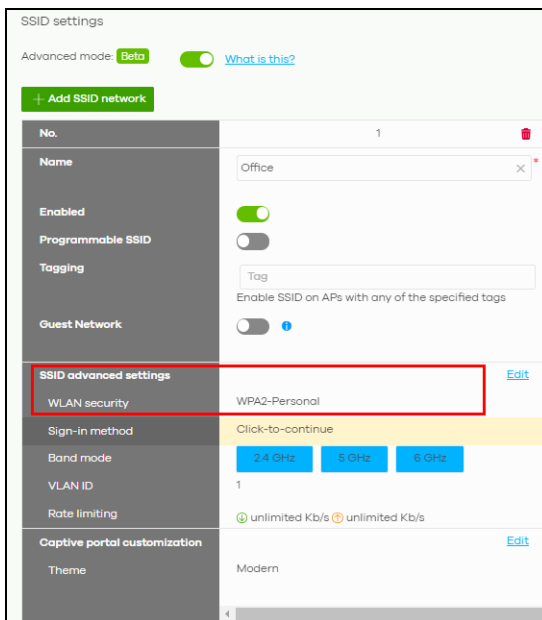 SSID settings
Advanced mode: Beta What is this?
+ Add SSID network
No. 1
Name Office × *
Enabled
Programmable SSID
Tagging Tag
Enable SSID on APs with any of the specified tags
Guest Network i
SSID advanced settings Edit
WLAN security WPA2-Personal
Sign-in method Click-to-continue
Band mode 2.4 GHz 5 GHz 6 GHz
VLAN ID 1
Rate limiting unlimited Kb/s unlimited Kb/s
Captive portal customization Edit
Theme Modern